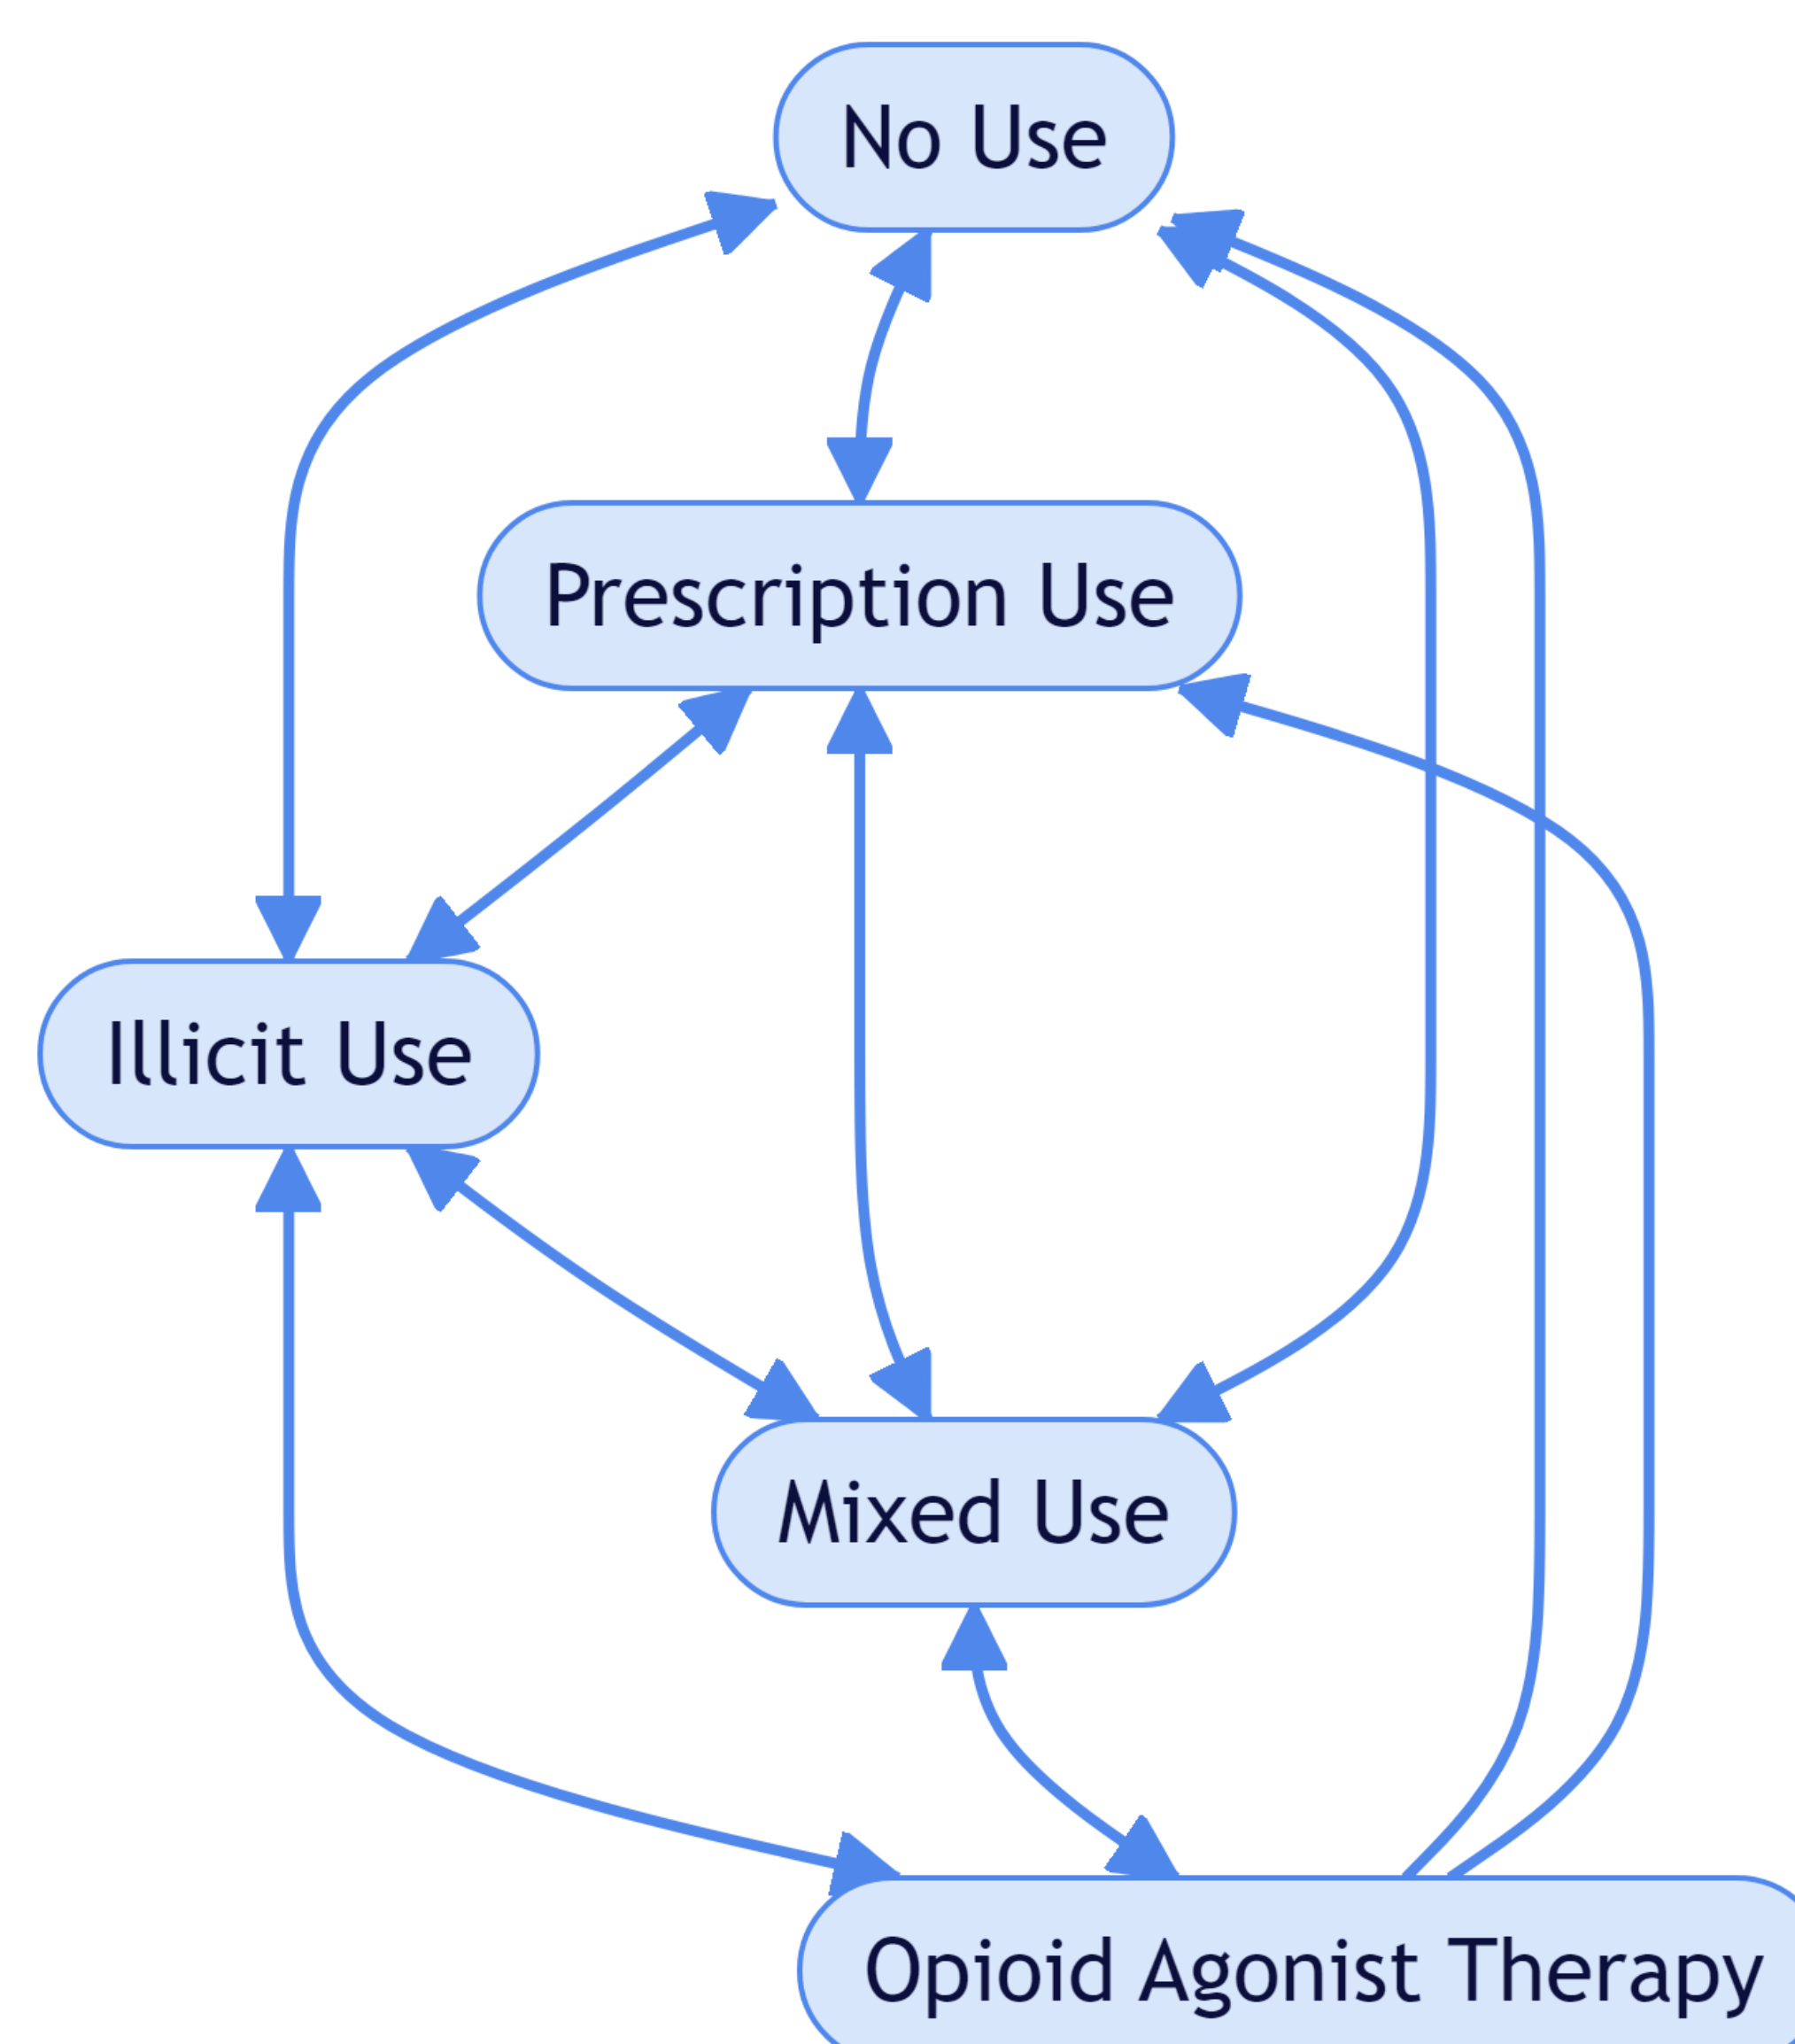 No Use
Prescription Use
Illicit Use
Mixed Use
Opioid Agonist Therapy